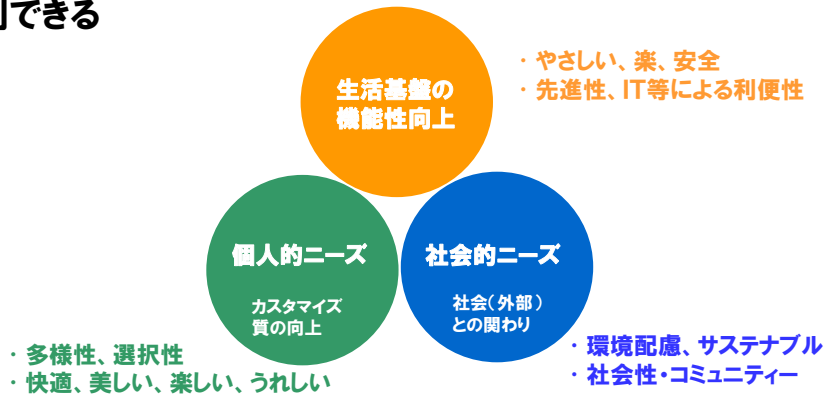 できる
生活基盤の
機能性向上
・やさしい、楽、安全
・先進性、IT等による利便性
個人的ニーズ
カスタマイズ
質の向上
社会的ニーズ
社会（外部）
との関わり
・多様性、選択性
・快適、美しい、楽しい、うれしい
・環境配慮、サステナブル
・社会性・コミュニティー